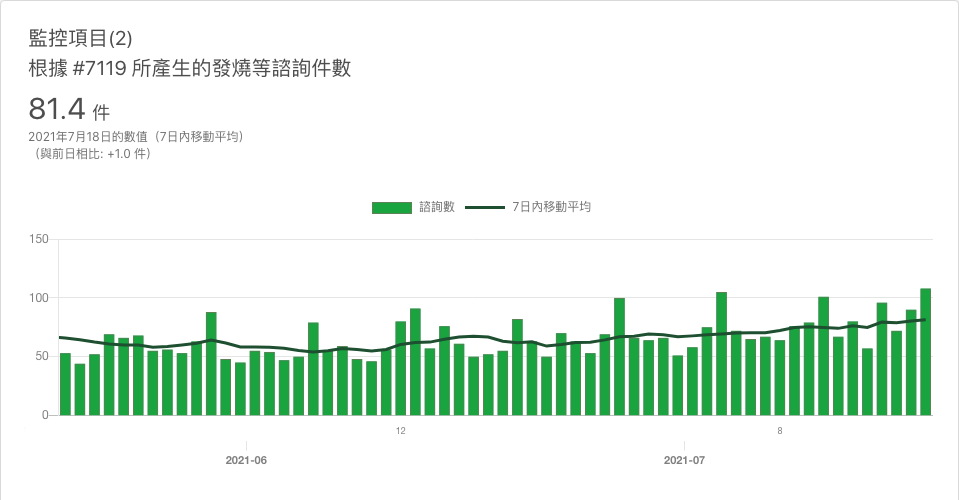 監控項目(2)
根據 #7119 所產生的發燒等諮詢件數
81.4 件
2021年7月18日的數值（7日內移動平均）
（與前日相比: +1.0 件）
諮詢數 7日內移動平均
150
100
50
0
12 8
2021-06 2021-07